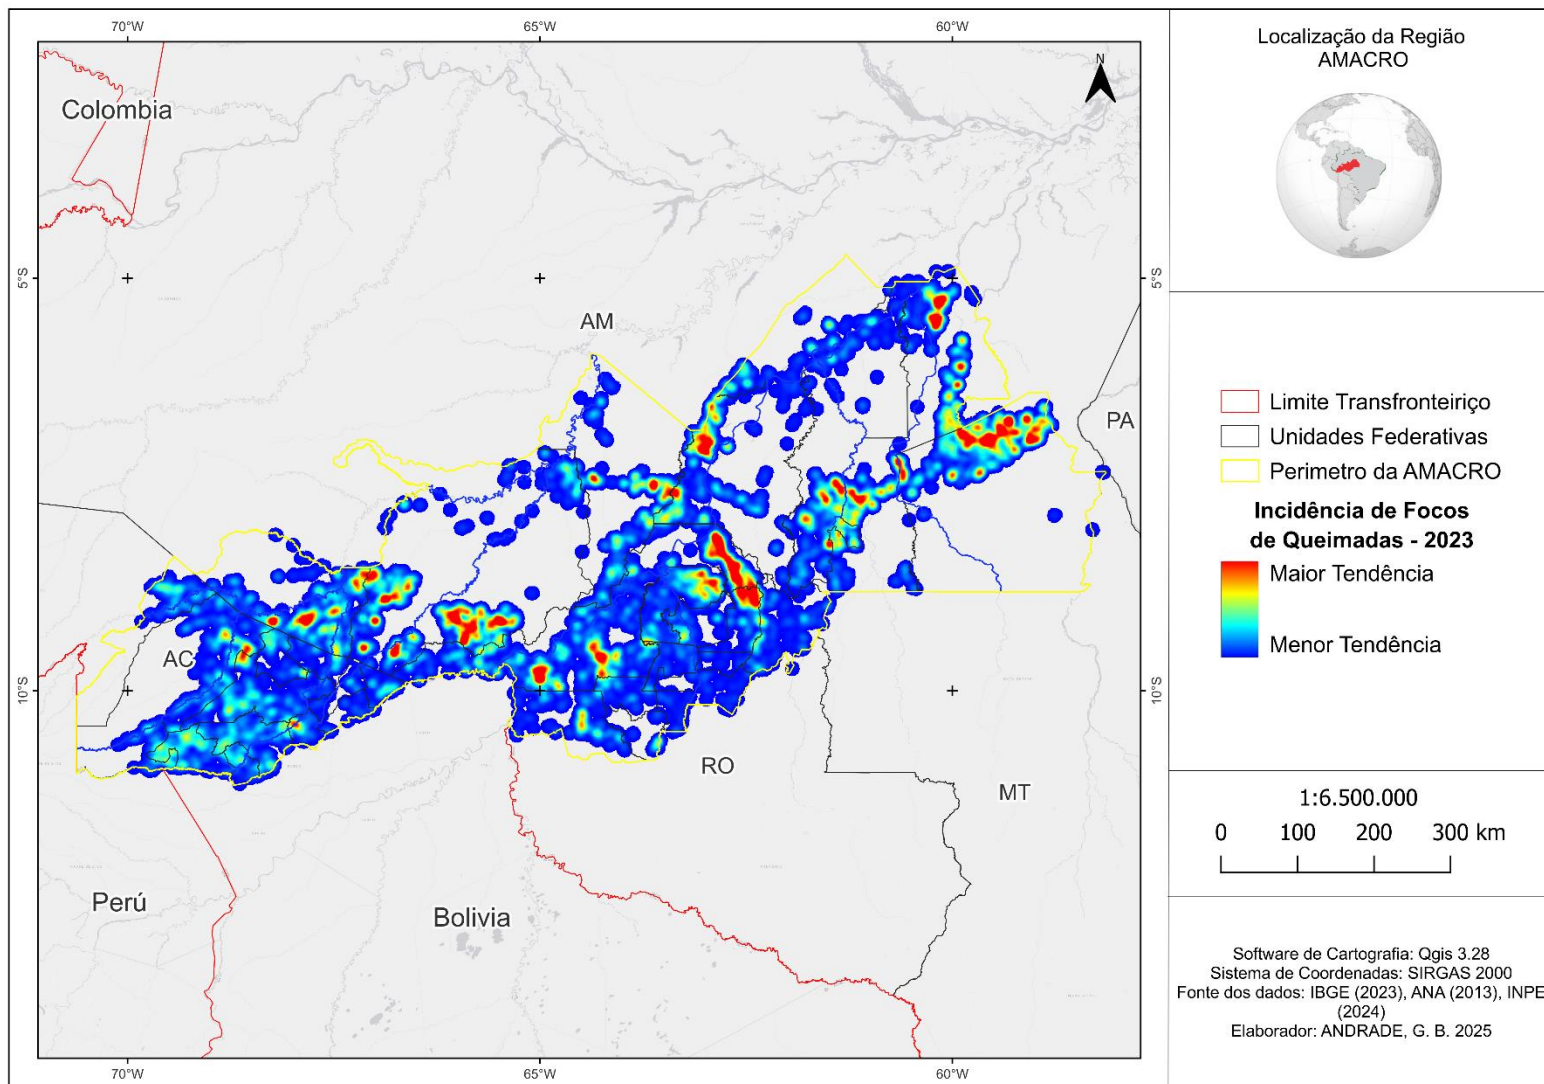 70°W
65°W
60°W
N
Colombia
5°S
5°S
AM
PA
AC
10°S
10°S
RO
MT
Perú
Bolivia
70°W
65°W
60°W
Localização da Região
AMACRO
Limite Transfronteiriço
Unidades Federativas
Perimetro da AMACRO
Incidência de Focos
de Queimadas - 2023
Maior Tendência
Menor Tendência
1:6.500.000
0 100 200 300 km
Software de Cartografia: Qgis 3.28
Sistema de Coordenadas: SIRGAS 2000
Fonte dos dados: IBGE (2023), ANA (2013), INPE
(2024)
Elaborador: ANDRADE, G. B. 2025